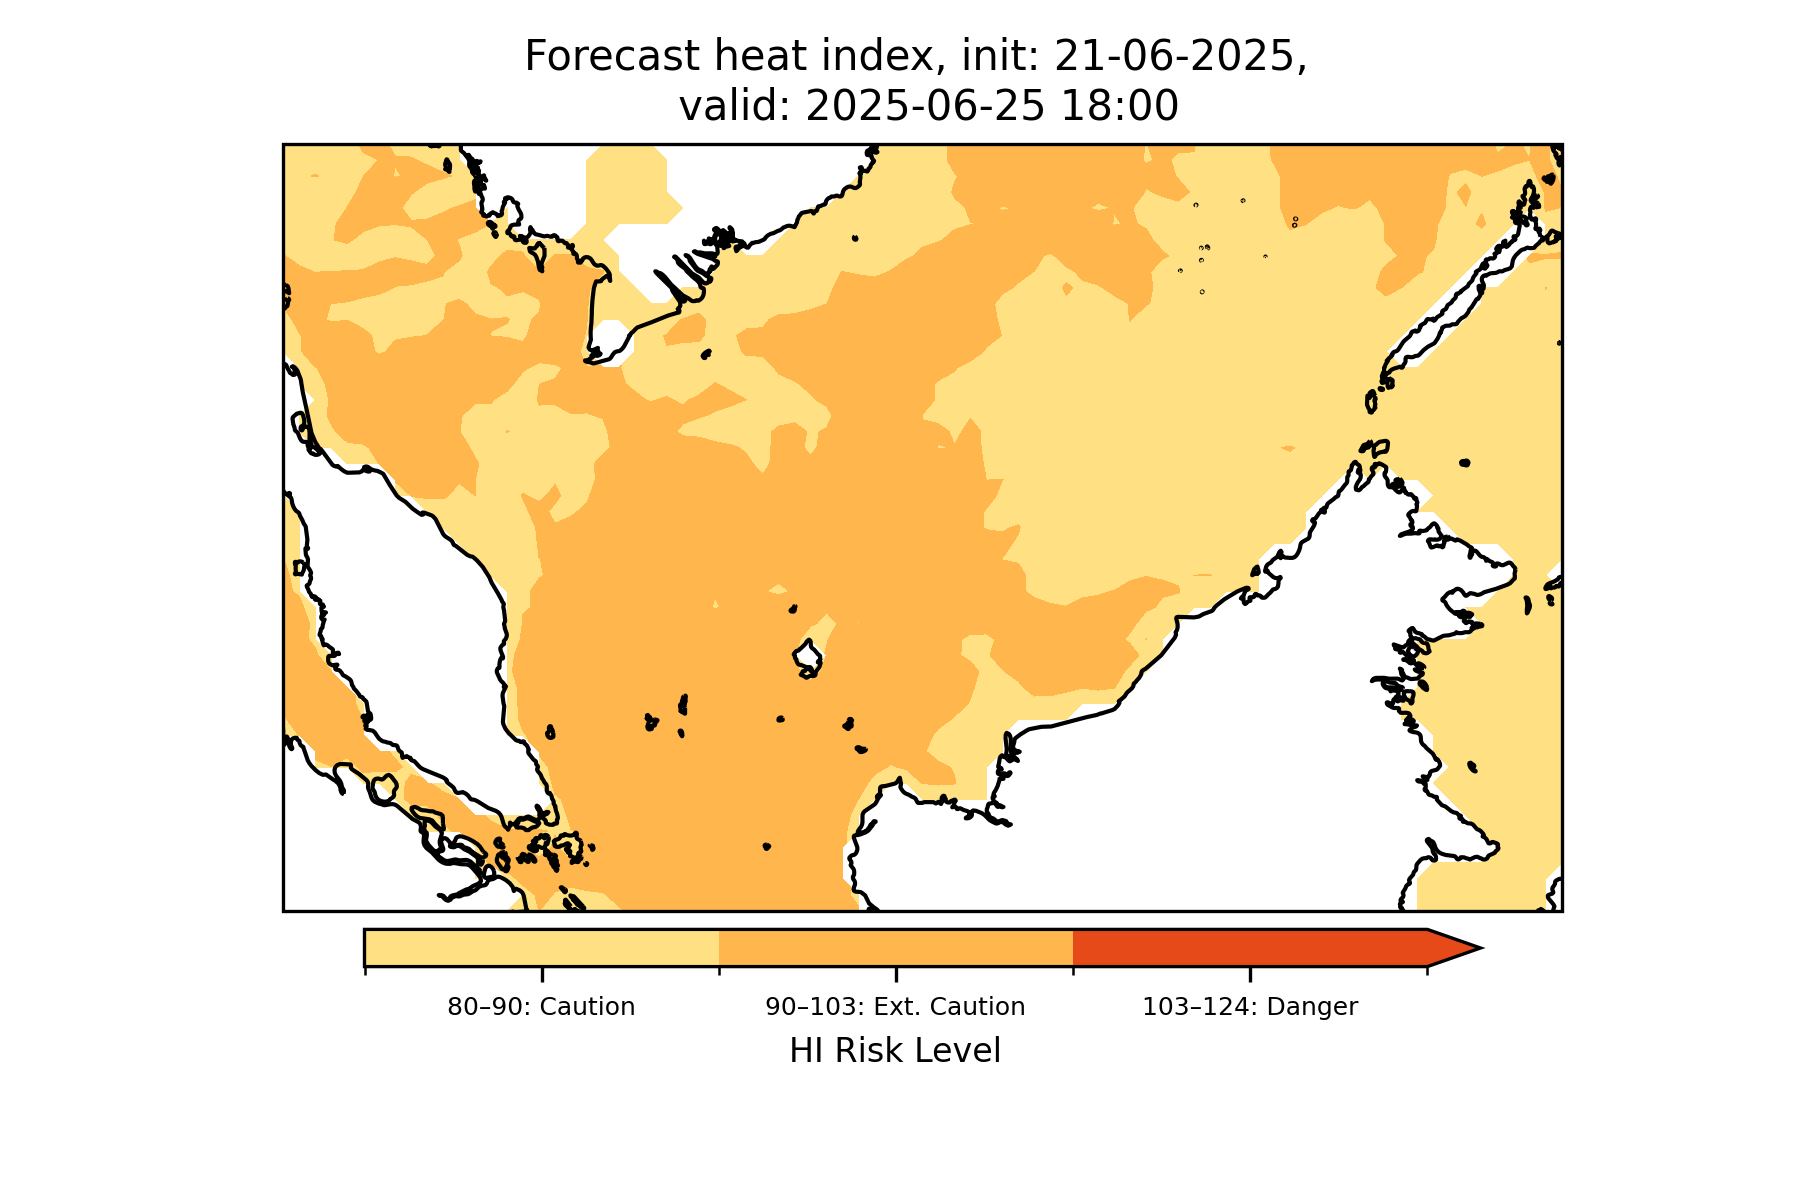 Forecast heat index, init: 21-06-2025,
valid: 2025-06-25 18:00
80–90: Caution
90–103: Ext. Caution
103–124: Danger
HI Risk Level